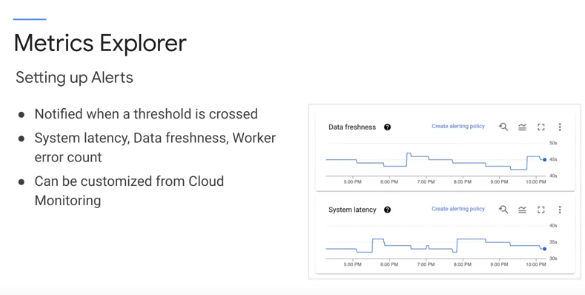 Metrics Explorer
Setting up Alerts
● Notified when a threshold is crossed
● System latency, Data freshness, Worker
error count
● Can be customized from Cloud
Monitoring
Data freshness
Create alerting policy
50s
45s
40s
5:00 PM 6:00 PM 7:00 PM 8:00 PM 9:00 PM 10:00 PM
System latency
Create alerting policy
40s
35s
30s
5:00 PM 6:00 PM 7:00 PM 8:00 PM 9:00 PM 10:00 PM